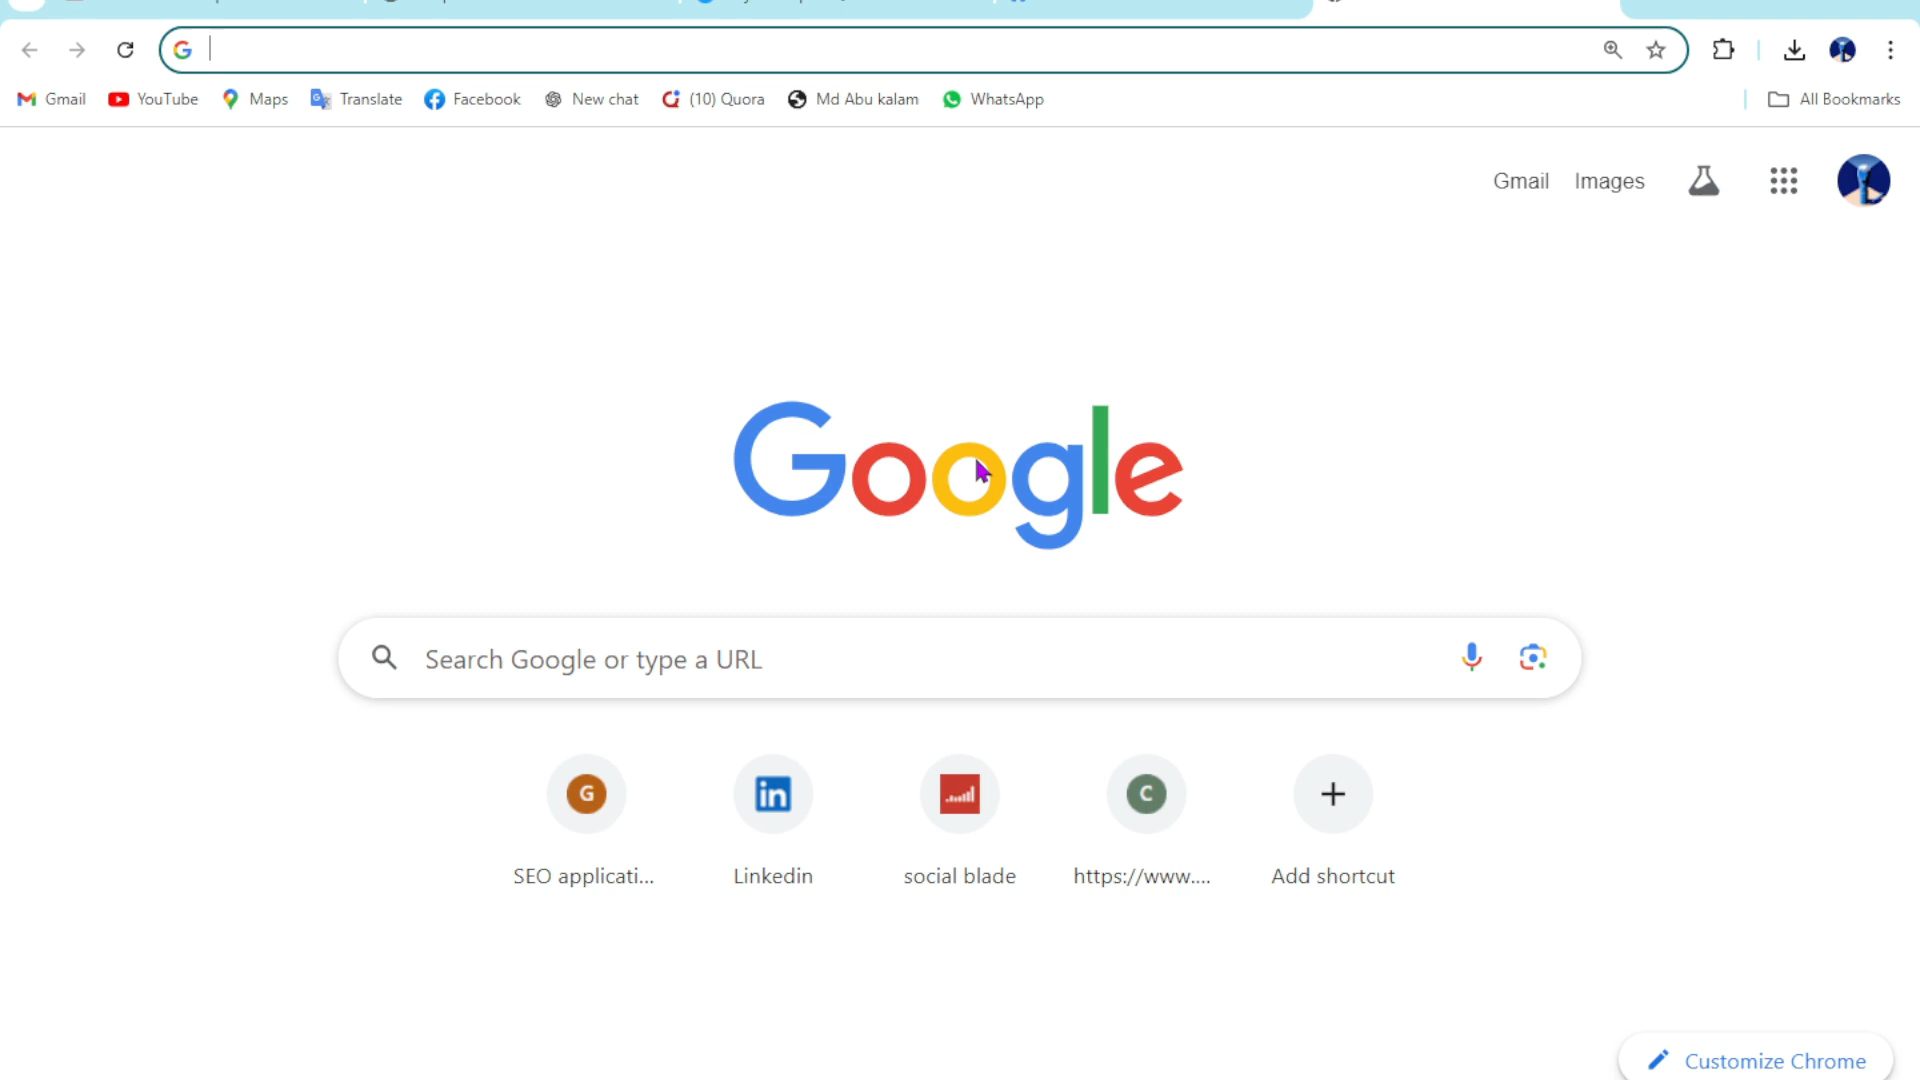 Gmail YouTube Maps Translate Facebook New chat (10) Quora Md Abu kalam WhatsApp All Bookmarks
Gmail Images
Google
Search Google or type a URL
G C
SEO applicati... Linkedin social blade https://www.... Add shortcut
Customize Chrome